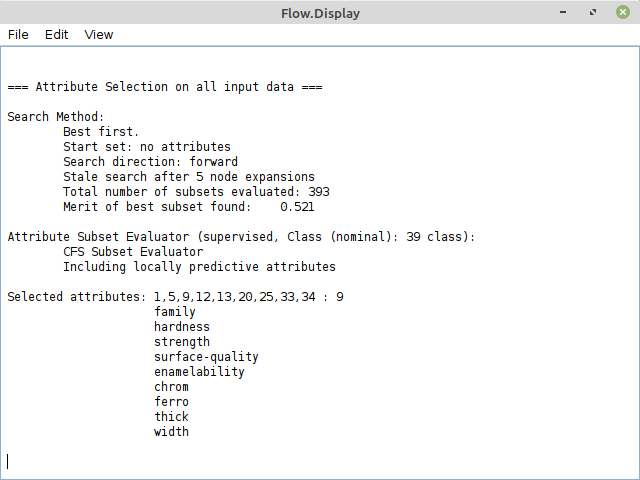 Flow.Display
File Edit View
=== Attribute Selection on all input data ===
Search Method:
Best first.
Start set: no attributes
Search direction: forward
Stale search after 5 node expansions
Total number of subsets evaluated: 393
Merit of best subset found: 0.521
Attribute Subset Evaluator (supervised, Class (nominal): 39 class):
CFS Subset Evaluator
Including locally predictive attributes
Selected attributes: 1,5,9,12,13,20,25,33,34 : 9
family
hardness
strength
surface-quality
enamelability
chrom
ferro
thick
width